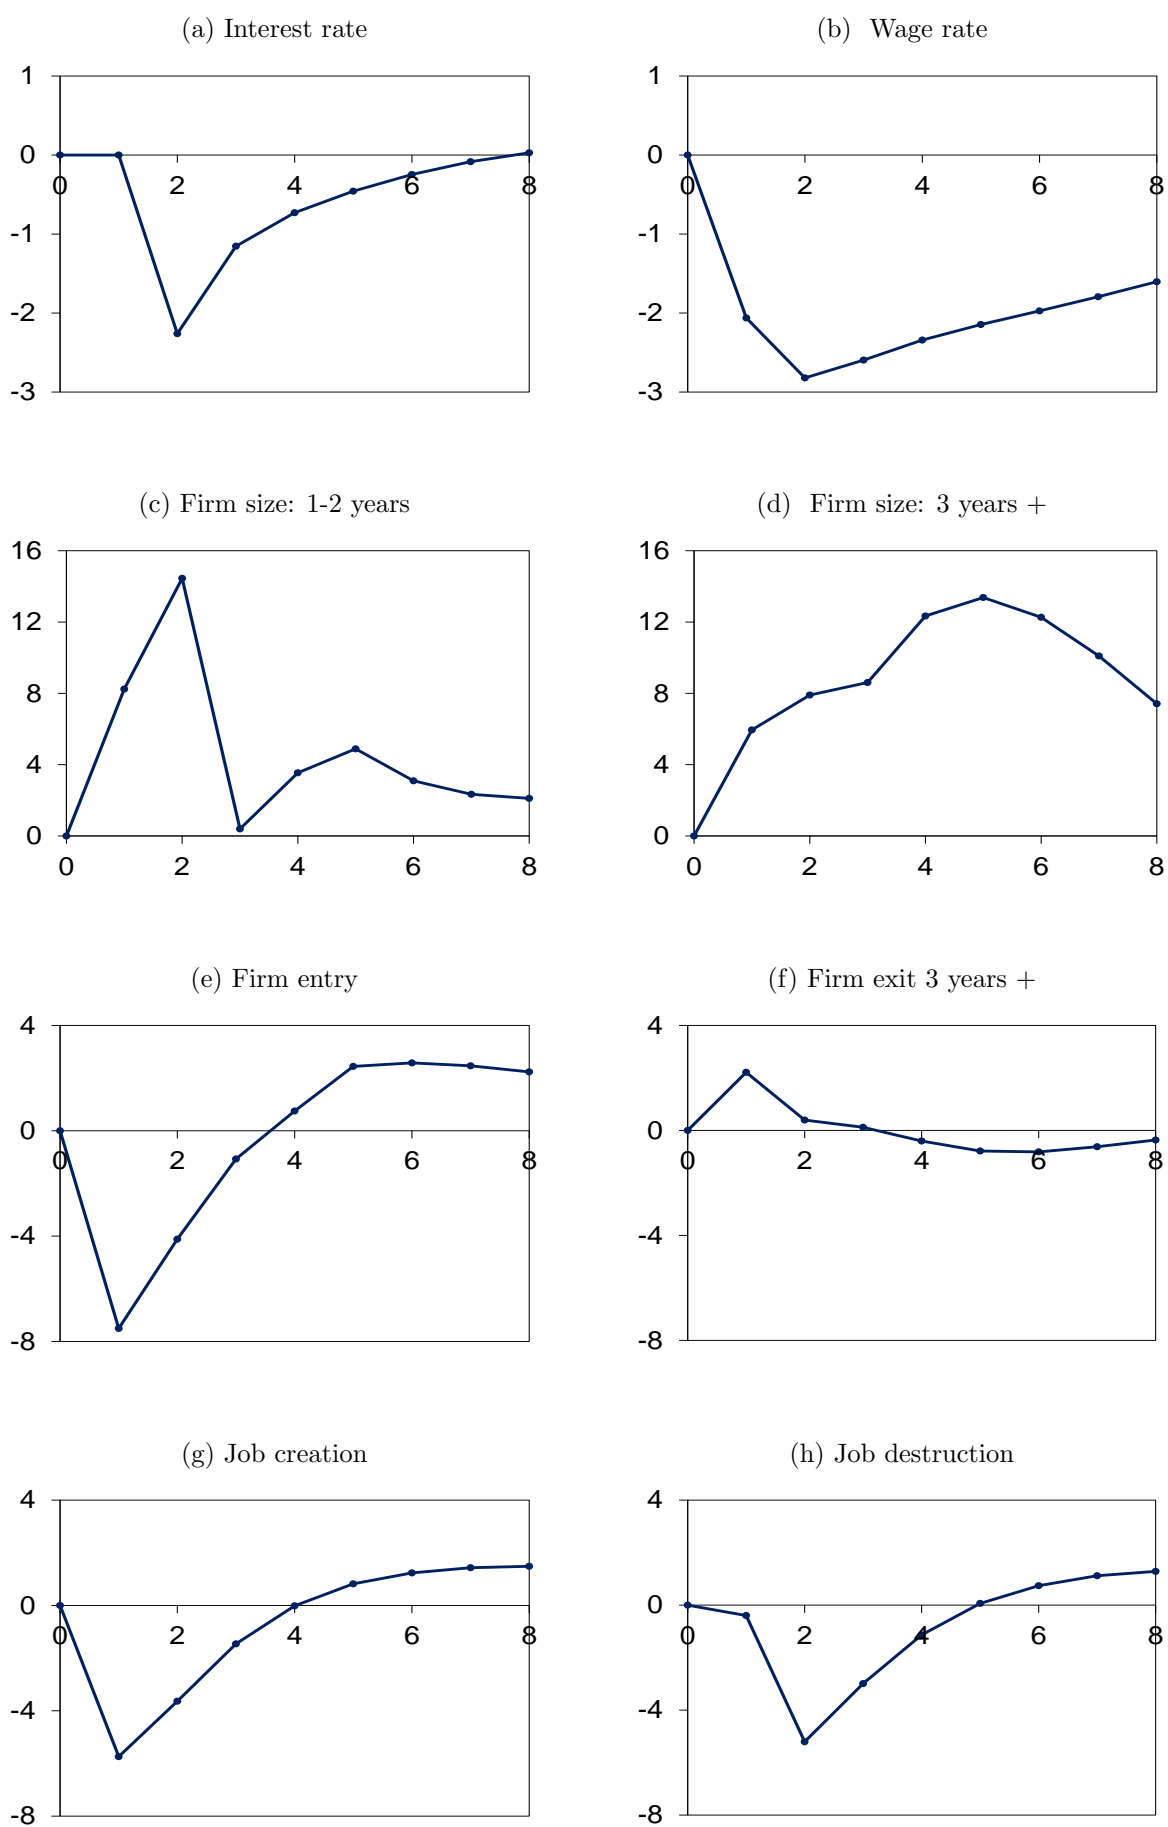 (a) Interest rate
1
0
-1
-2
-3
0 2 4 6 8
(b) Wage rate
1
0
-1
-2
-3
0 2 4 6 8
(c) Firm size: 1-2 years
16
12
8
4
0
0 2 4 6 8
(d) Firm size: 3 years +
16
12
8
4
0
0 2 4 6 8
(e) Firm entry
4
0
-4
-8
0 2 4 6 8
(f) Firm exit 3 years +
4
0
-4
-8
0 2 4 6 8
(g) Job creation
4
0
-4
-8
0 2 4 6 8
(h) Job destruction
4
0
-4
-8
0 2 4 6 8